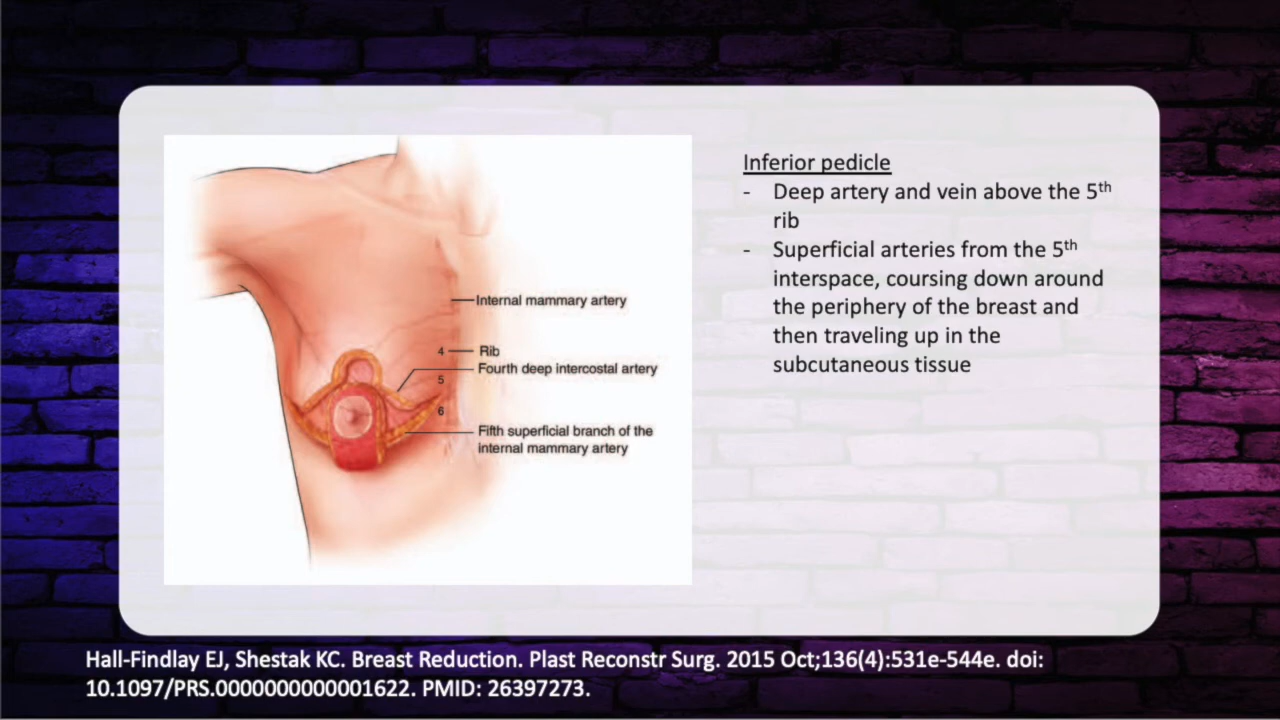 Inferior pedicle
- Deep artery and vein above the 5th
rib
- Superficial arteries from the 5th
interspace, coursing down around
the periphery of the breast and
then traveling up in the
subcutaneous tissue
Internal mammary artery
4
Rib
Fourth deep intercostal artery
5
6
Fifth superficial branch of the
internal mammary artery
Hall-Findlay EJ, Shestak KC. Breast Reduction. Plast Reconstr Surg. 2015 Oct;136(4):531e-544e. doi:
10.1097/PRS.0000000000001622. PMID: 26397273.